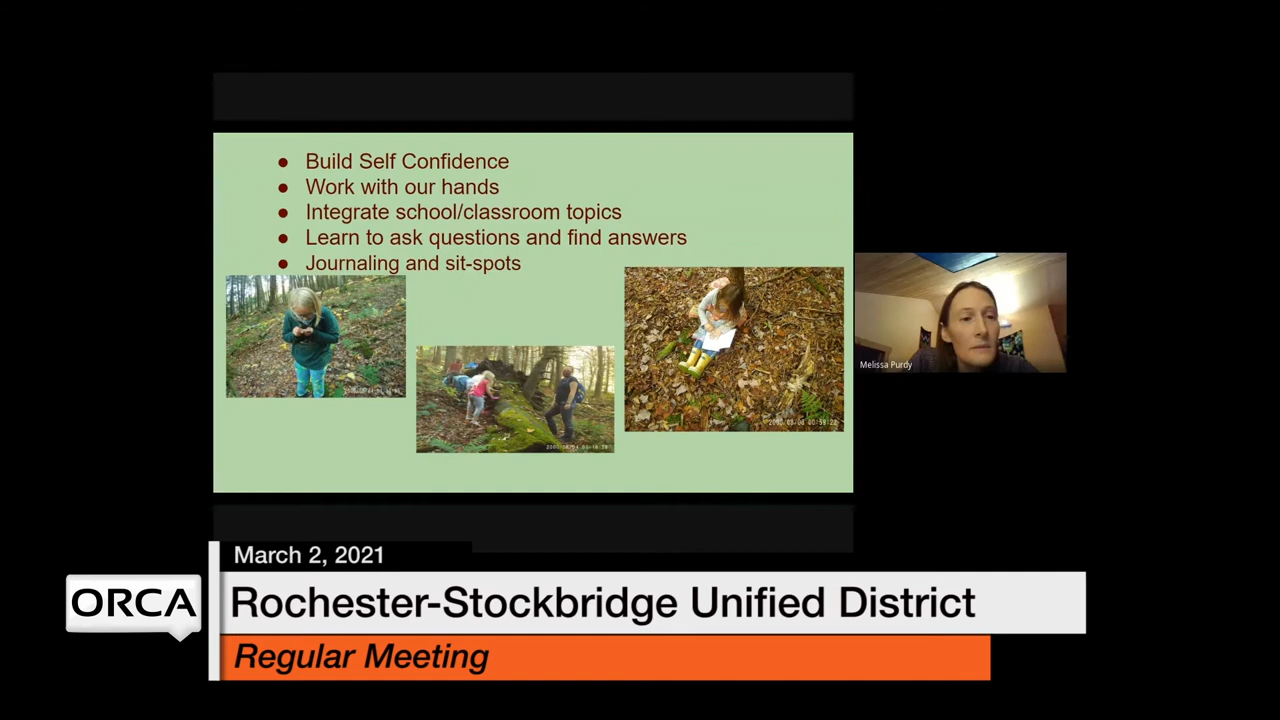 ● Build Self Confidence
● Work with our hands
● Integrate school/classroom topics
● Learn to ask questions and find answers
● Journaling and sit-spots
Melissa Purdy
March 2, 2021
ORCA
Rochester-Stockbridge Unified District
Regular Meeting